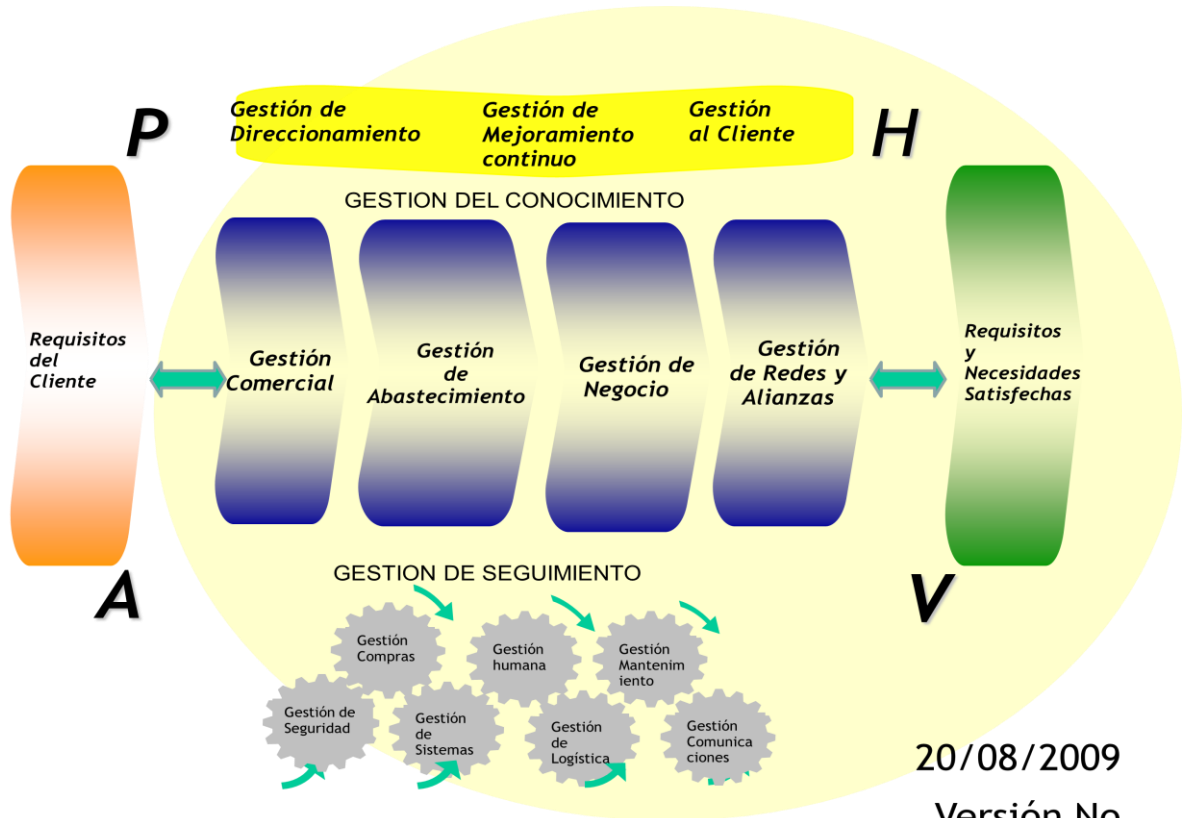 P
Gestión de
Direccionamiento
Gestión de
Mejoramiento
continuo
Gestión
al Cliente
H
GESTION DEL CONOCIMIENTO
Requisitos
del
Cliente
Gestión
Comercial
Gestión
de
Abastecimiento
Gestión de
Negocio
Gestión
de Redes y
Alianzas
Requisitos
y
Necesidades
Satisfechas
A
GESTION DE SEGUIMIENTO
V
Gestión
Compras
Gestión
humana
Gestión
Mantenim
iento
Gestión de
Seguridad
Gestión
de
Sistemas
Gestión
de
Logística
Gestión
Comunica
ciones
20/08/2009
Versión No